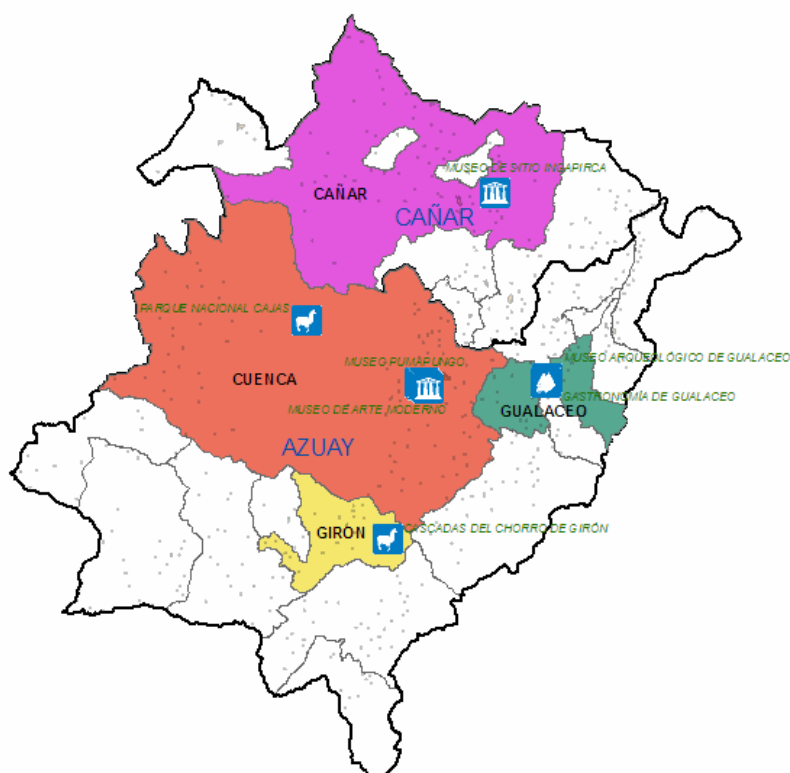 MUSEO DE SITIO INGAPIRCA
CAÑAR
CAÑAR
PARQUE NACIONAL CAJAS
MUSEO PUMAPUNGO,
MUSEO ARQUEOLÓGICO DE GUALACEO
CUENCA
GASTRONOMÍA DE GUALACEO
MUSEO DE ARTE MODERNO
GUALACEO
AZUAY
GIRÓN
CASCADAS DEL CHORRO DE GIRÓN